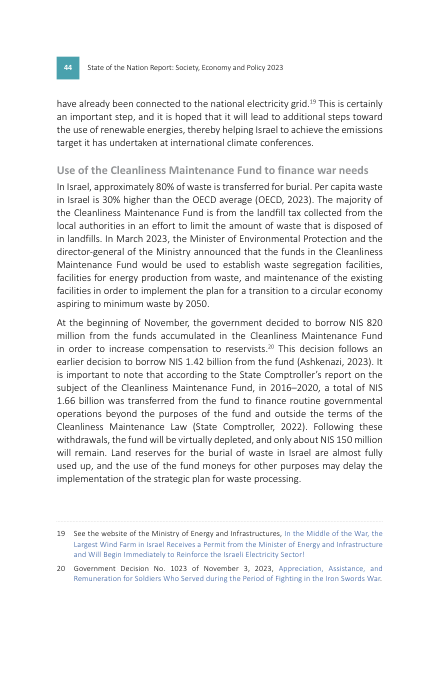 44 State of the Nation Report: Society, Economy and Policy 2023
have already been connected to the national electricity grid.19 This is certainly
an important step, and it is hoped that it will lead to additional steps toward
the use of renewable energies, thereby helping Israel to achieve the emissions
target it has undertaken at international climate conferences.
Use of the Cleanliness Maintenance Fund to finance war needs
In Israel, approximately 80% of waste is transferred for burial. Per capita waste
in Israel is 30% higher than the OECD average (OECD, 2023). The majority of
the Cleanliness Maintenance Fund is from the landfill tax collected from the
local authorities in an effort to limit the amount of waste that is disposed of
in landfills. In March 2023, the Minister of Environmental Protection and the
director-general of the Ministry announced that the funds in the Cleanliness
Maintenance Fund would be used to establish waste segregation facilities,
facilities for energy production from waste, and maintenance of the existing
facilities in order to implement the plan for a transition to a circular economy
aspiring to minimum waste by 2050.
At the beginning of November, the government decided to borrow NIS 820
million from the funds accumulated in the Cleanliness Maintenance Fund
in order to increase compensation to reservists.20 This decision follows an
earlier decision to borrow NIS 1.42 billion from the fund (Ashkenazi, 2023). It
is important to note that according to the State Comptroller's report on the
subject of the Cleanliness Maintenance Fund, in 2016–2020, a total of NIS
1.66 billion was transferred from the fund to finance routine governmental
operations beyond the purposes of the fund and outside the terms of the
Cleanliness Maintenance Law (State Comptroller, 2022). Following these
withdrawals, the fund will be virtually depleted, and only about NIS 150 million
will remain. Land reserves for the burial of waste in Israel are almost fully
used up, and the use of the fund moneys for other purposes may delay the
implementation of the strategic plan for waste processing.
19 See the website of the Ministry of Energy and Infrastructures, In the Middle of the War, the
Largest Wind Farm in Israel Receives a Permit from the Minister of Energy and Infrastructure
and Will Begin Immediately to Reinforce the Israeli Electricity Sector!
20 Government Decision No. 1023 of November 3, 2023, Appreciation, Assistance, and
Remuneration for Soldiers Who Served during the Period of Fighting in the Iron Swords War.